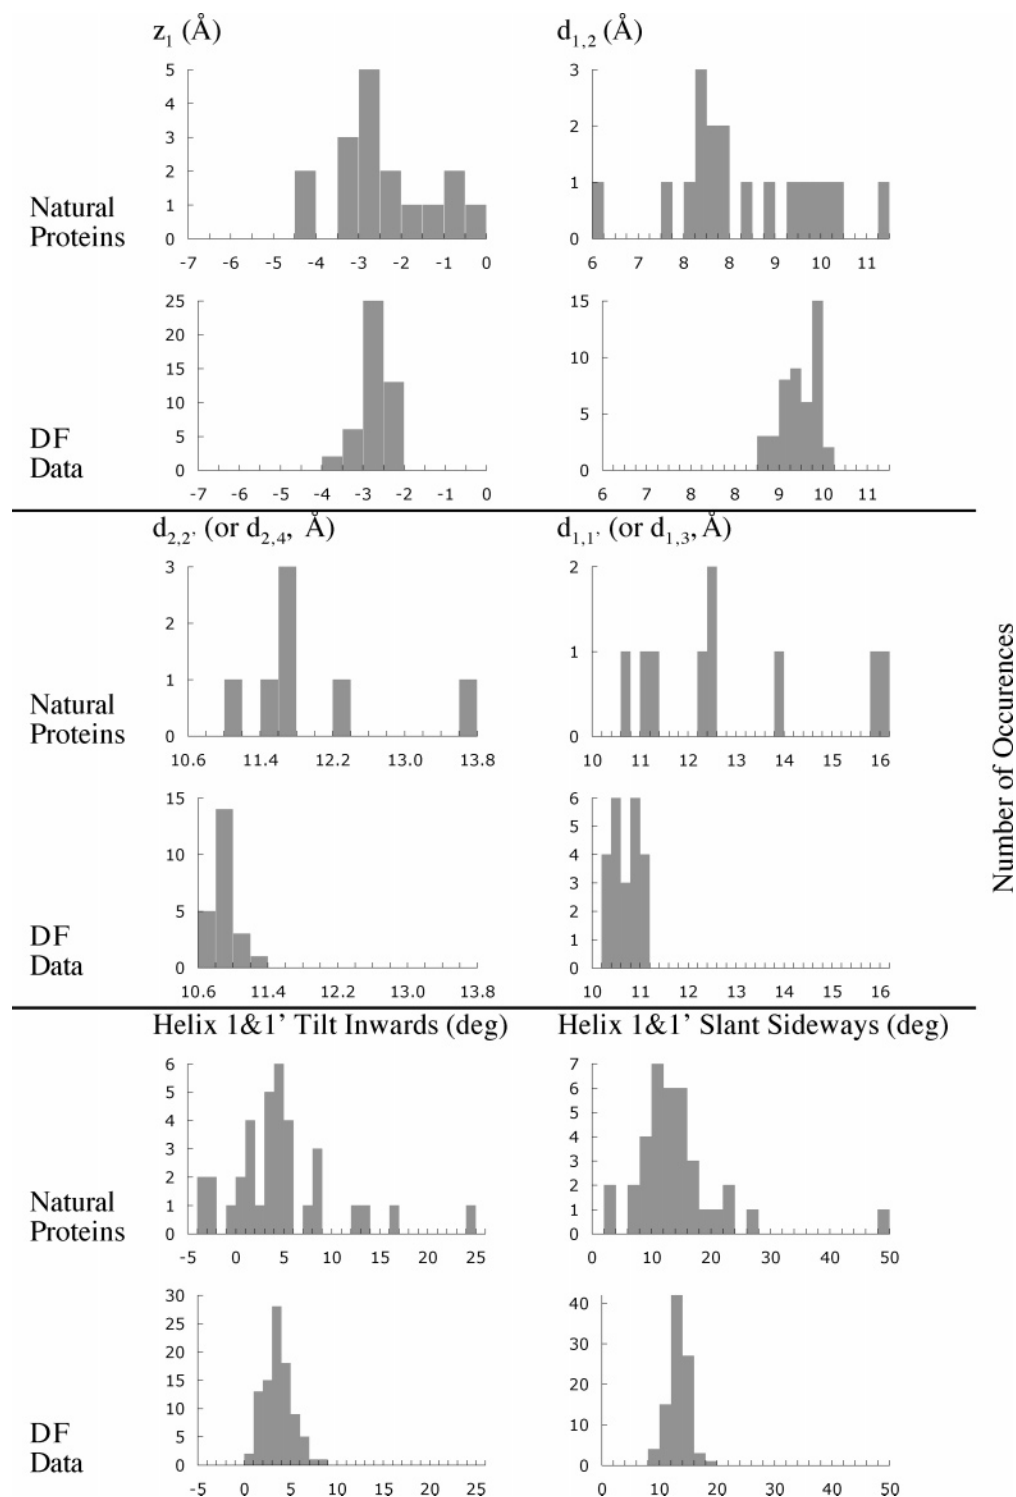 z1 (Å)
d1,2 (Å)
5
4
3
2
1
0
-7 -6 -5 -4 -3 -2 -1 0
3
2
1
0
6 7 8 8 9 10 11
Natural
Proteins
25
20
15
10
5
0
-7 -6 -5 -4 -3 -2 -1 0
15
10
5
0
6 7 8 8 9 10 11
DF
Data
d2,2' (or d2,4, Å)
d1,1' (or d1,3, Å)
3
2
1
0
10.6 11.4 12.2 13.0 13.8
2
1
0
10 11 12 13 14 15 16
Natural
Proteins
15
10
5
0
10.6 11.4 12.2 13.0 13.8
6
5
4
3
2
1
0
10 11 12 13 14 15 16
DF
Data
Number of Occurences
Helix 1&1' Tilt Inwards (deg)
Helix 1&1' Slant Sideways (deg)
6
5
4
3
2
1
0
-5 0 5 10 15 20 25
7
6
5
4
3
2
1
0
0 10 20 30 40 50
Natural
Proteins
30
25
20
15
10
5
0
-5 0 5 10 15 20 25
40
30
20
10
0
0 10 20 30 40 50
DF
Data